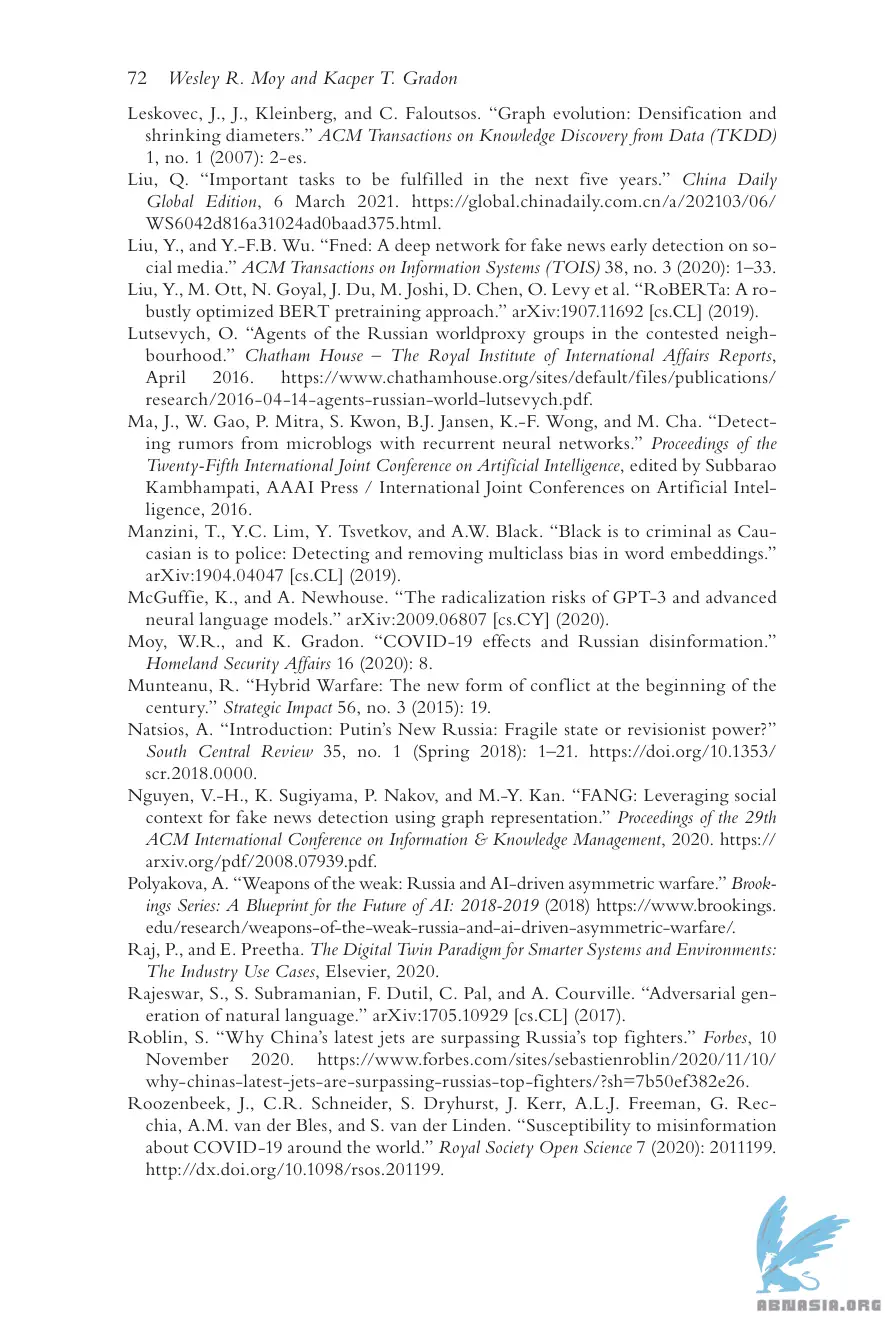 72 Wesley R. Moy and Kacper T. Gradon
Leskovec, J., J., Kleinberg, and C. Faloutsos. “Graph evolution: Densification and
shrinking diameters.” ACM Transactions on Knowledge Discovery from Data (TKDD)
1, no. 1 (2007): 2-es.
Liu, Q. “Important tasks to be fulfilled in the next five years.” China Daily
Global Edition, 6 March 2021. https://global.chinadaily.com.cn/a/202103/06/
WS6042d816a31024ad0baad375.html.
Liu, Y., and Y.-F.B. Wu. “Fned: A deep network for fake news early detection on so-
cial media.” ACM Transactions on Information Systems (TOIS) 38, no. 3 (2020): 1–33.
Liu, Y., M. Ott, N. Goyal, J. Du, M. Joshi, D. Chen, O. Levy et al. “RoBERTa: A ro-
bustly optimized BERT pretraining approach.” arXiv:1907.11692 [cs.CL] (2019).
Lutsevych, O. “Agents of the Russian worldproxy groups in the contested neigh-
bourhood.” Chatham House – The Royal Institute of International Affairs Reports,
April 2016. https://www.chathamhouse.org/sites/default/files/publications/
research/2016-04-14-agents-russian-world-lutsevych.pdf.
Ma, J., W. Gao, P. Mitra, S. Kwon, B.J. Jansen, K.-F. Wong, and M. Cha. “Detect-
ing rumors from microblogs with recurrent neural networks.” Proceedings of the
Twenty-Fifth International Joint Conference on Artificial Intelligence, edited by Subbarao
Kambhampati, AAAI Press / International Joint Conferences on Artificial Intel-
ligence, 2016.
Manzini, T., Y.C. Lim, Y. Tsvetkov, and A.W. Black. “Black is to criminal as Cau-
casian is to police: Detecting and removing multiclass bias in word embeddings.”
arXiv:1904.04047 [cs.CL] (2019).
McGuffie, K., and A. Newhouse. “The radicalization risks of GPT-3 and advanced
neural language models.” arXiv:2009.06807 [cs.CY] (2020).
Moy, W.R., and K. Gradon. “COVID-19 effects and Russian disinformation.”
Homeland Security Affairs 16 (2020): 8.
Munteanu, R. “Hybrid Warfare: The new form of conflict at the beginning of the
century.” Strategic Impact 56, no. 3 (2015): 19.
Natsios, A. “Introduction: Putin’s New Russia: Fragile state or revisionist power?”
South Central Review 35, no. 1 (Spring 2018): 1–21. https://doi.org/10.1353/
scr.2018.0000.
Nguyen, V.-H., K. Sugiyama, P. Nakov, and M.-Y. Kan. “FANG: Leveraging social
context for fake news detection using graph representation.” Proceedings of the 29th
ACM International Conference on Information & Knowledge Management, 2020. https://
arxiv.org/pdf/2008.07939.pdf.
Polyakova, A. “Weapons of the weak: Russia and AI-driven asymmetric warfare.” Brook-
ings Series: A Blueprint for the Future of AI: 2018-2019 (2018) https://www.brookings.
edu/research/weapons-of-the-weak-russia-and-ai-driven-asymmetric-warfare/.
Raj, P., and E. Preetha. The Digital Twin Paradigm for Smarter Systems and Environments:
The Industry Use Cases, Elsevier, 2020.
Rajeswar, S., S. Subramanian, F. Dutil, C. Pal, and A. Courville. “Adversarial gen-
eration of natural language.” arXiv:1705.10929 [cs.CL] (2017).
Roblin, S. “Why China’s latest jets are surpassing Russia’s top fighters.” Forbes, 10
November 2020. https://www.forbes.com/sites/sebastienroblin/2020/11/10/
why-chinas-latest-jets-are-surpassing-russias-top-fighters/?sh=7b50ef382e26.
Roozenbeek, J., C.R. Schneider, S. Dryhurst, J. Kerr, A.L.J. Freeman, G. Rec-
chia, A.M. van der Bles, and S. van der Linden. “Susceptibility to misinformation
about COVID-19 around the world.” Royal Society Open Science 7 (2020): 2011199.
http://dx.doi.org/10.1098/rsos.201199.
ABNASIA.ORG